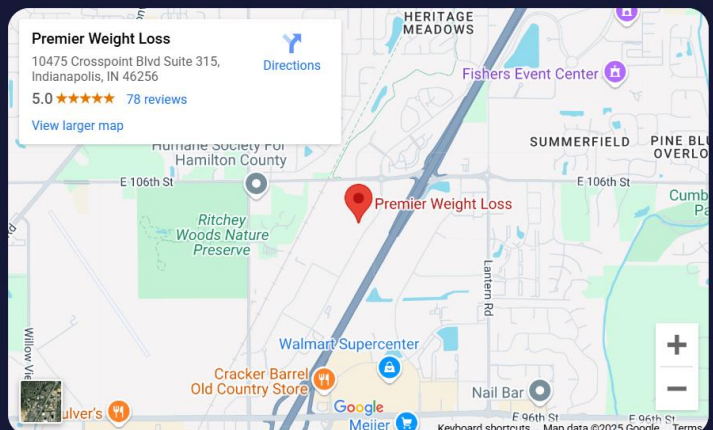 Premier Weight Loss
10475 Crosspoint Blvd Suite 315,
Indianapolis, IN 46256
5.0
78 reviews
View larger map
Directions
HERITAGE
MEADOWS
Fishers Event Center
SUMMERFIELD
PINE BLU
OVERLO
Humane Society For
Hamilton County
E 106th St
E 106th St
Cumb
Pa
Premier Weight Loss
Ritchey
Woods Nature
Preserve
Lantern Rd
Willow Vie
Walmart Supercenter
Cracker Barrel
Old Country Store
Nail Bar
ulver's
Google
Meijer
E 96th St
E 96th St
Keyboard shortcuts
Map data ©2025 Google
Terms